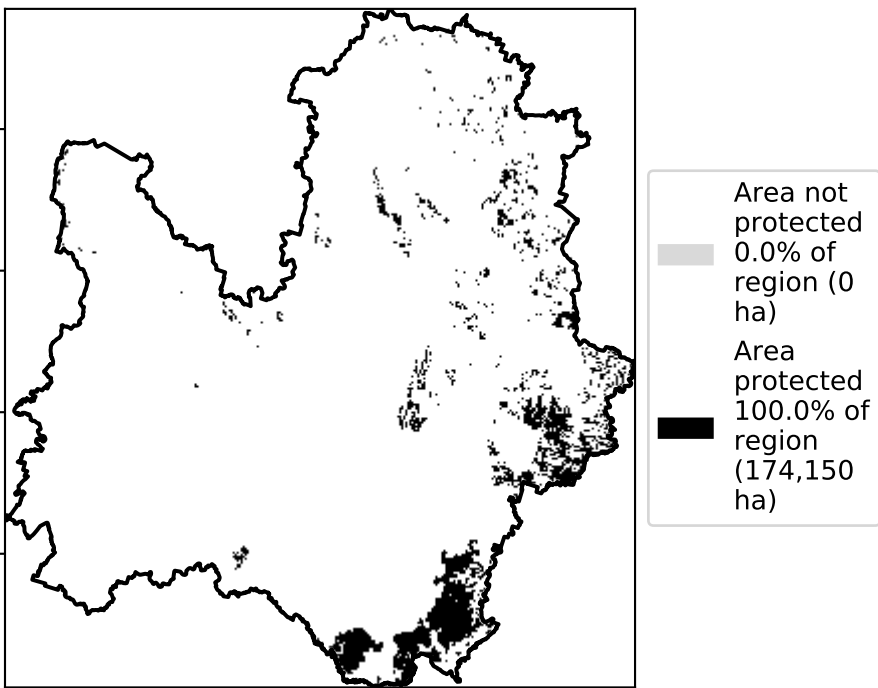 Area not
protected
0.0% of
region (0
ha)
Area
protected
100.0% of
region
(174,150
ha)